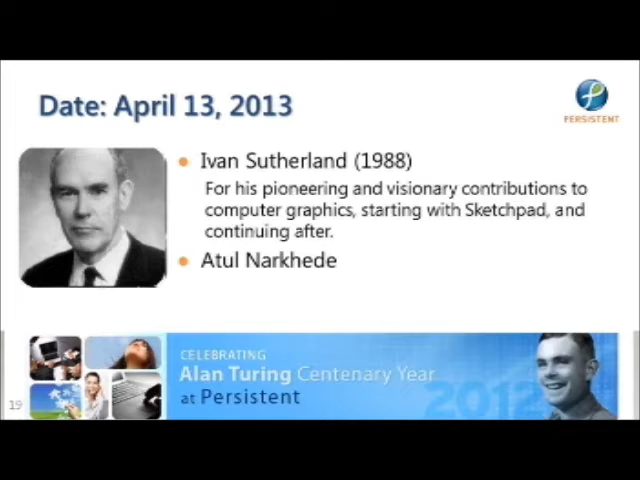 Date: April 13, 2013
PERSISTENT
Ivan Sutherland (1988)
For his pioneering and visionary contributions to
computer graphics, starting with Sketchpad, and
continuing after.
Atul Narkhede
CELEBRATING
Alan Turing Centenary Year
2012
at Persistent
19